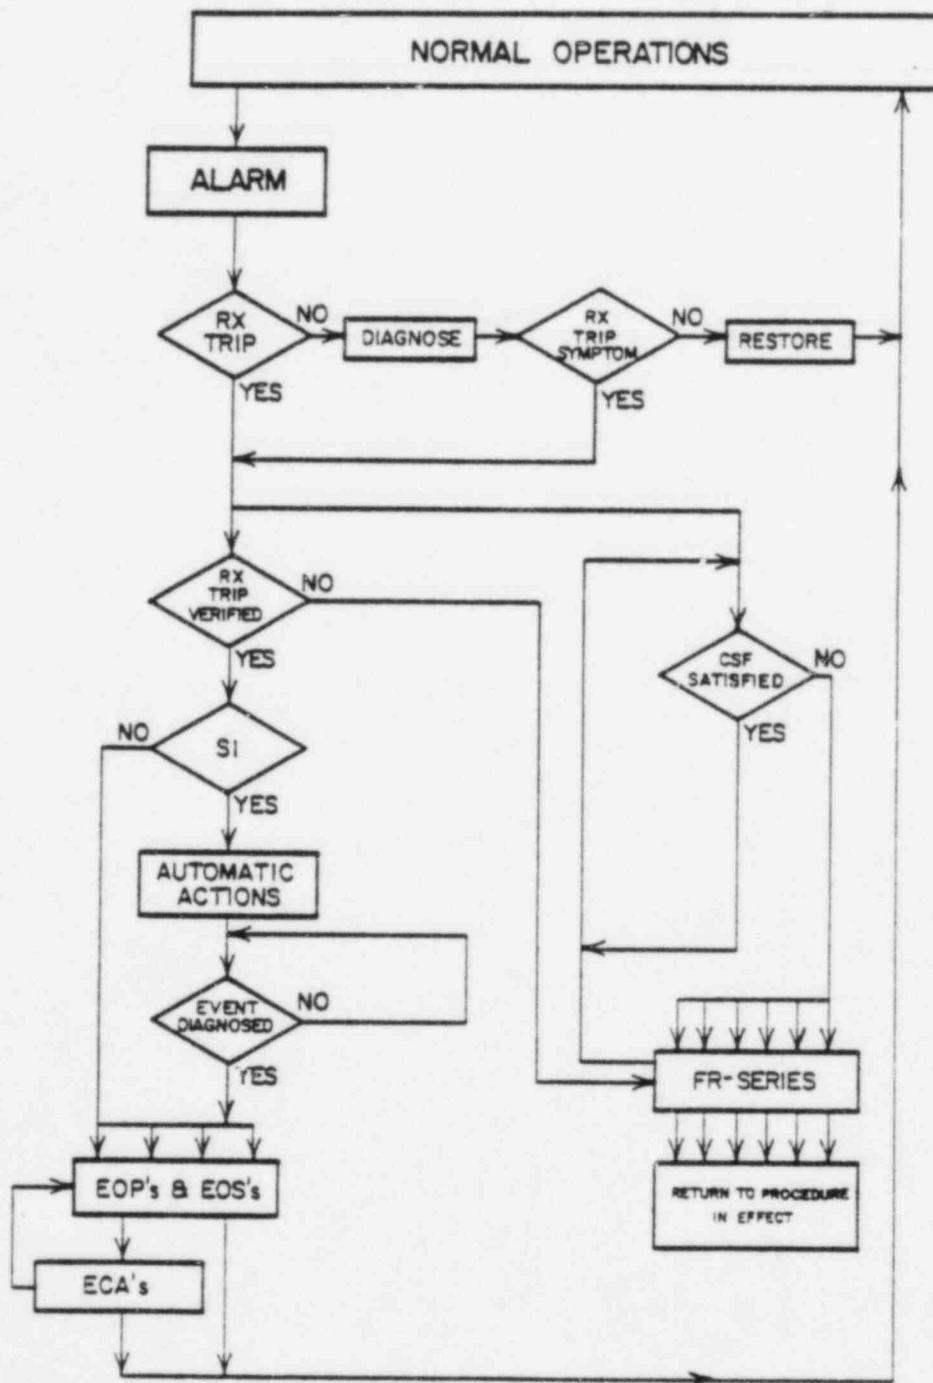 NORMAL OPERATIONS
ALARM
RX
TRIP
NO
YES
DIAGNOSE
RX
TRIP
SYMPTOM
NO
YES
RESTORE
RX
TRIP
VERIFIED
NO
YES
CSF
SATISFIED
NO
YES
SI
NO
YES
AUTOMATIC
ACTIONS
EVENT
DIAGNOSED
NO
YES
FR-SERIES
EOP's & EOS's
RETURN TO PROCEDURE
IN EFFECT
ECA's